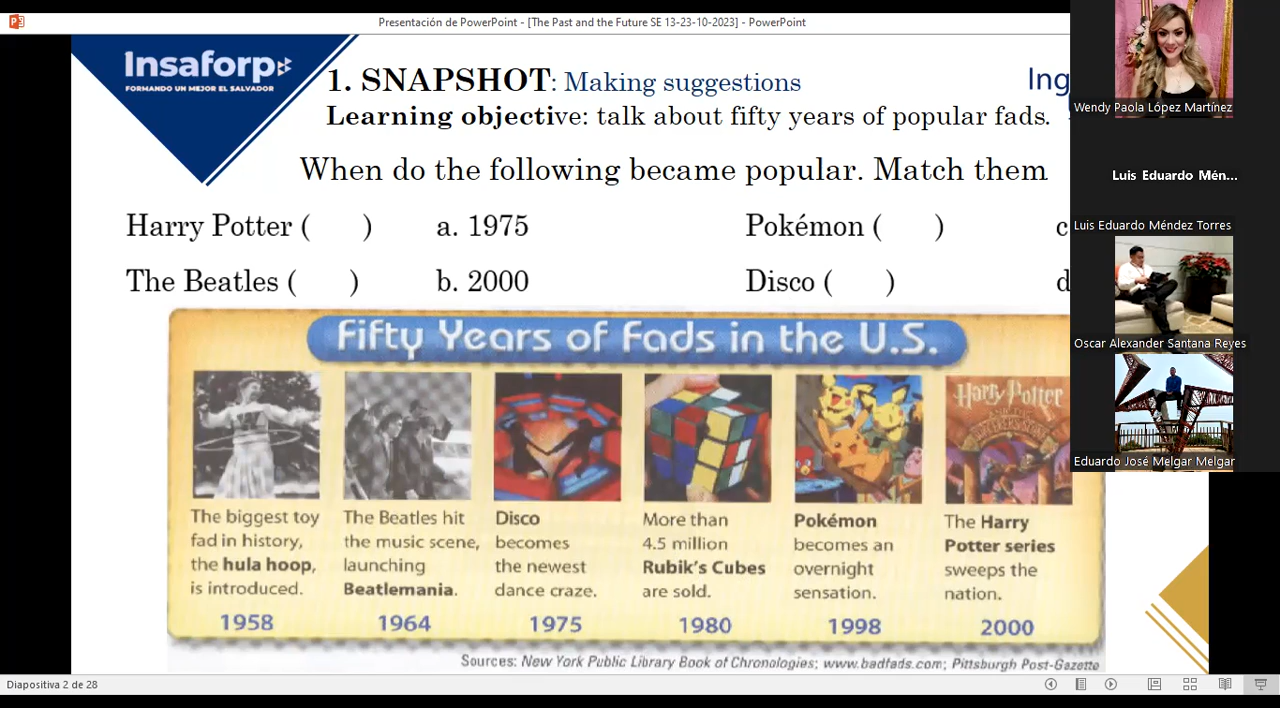 Presentación de PowerPoint - [The Past and the Future SE 13-23-10-2023] - PowerPoint
Insaforp
FORMANDO UN MEJOR EL SALVADOR
1. SNAPSHOT: Making suggestions
Ing
Learning objective: talk about fifty years of popular fads.
When do the following became popular. Match them
Harry Potter ( ) a. 1975 Pokémon ( ) c
The Beatles ( ) b. 2000 Disco ( ) d
Fifty Years of Fads in the U.S.
Harry Potter
The biggest toy
fad in history,
the hula hoop,
is introduced.
1958
The Beatles hit
the music scene,
launching
Beatlemania.
1964
Disco
becomes
the newest
dance craze.
1975
More than
4.5 million
Rubik's Cubes
are sold.
1980
Pokémon
becomes an
overnight
sensation.
1998
The Harry
Potter series
sweeps the
nation.
2000
Sources: New York Public Library Book of Chronologies; www.badfads.com; Pittsburgh Post-Gazette
Wendy Paola López Martínez
Luis Eduardo Mén...
Luis Eduardo Méndez Torres
Oscar Alexander Santana Reyes
Eduardo José Melgar Melgar
Diapositiva 2 de 28